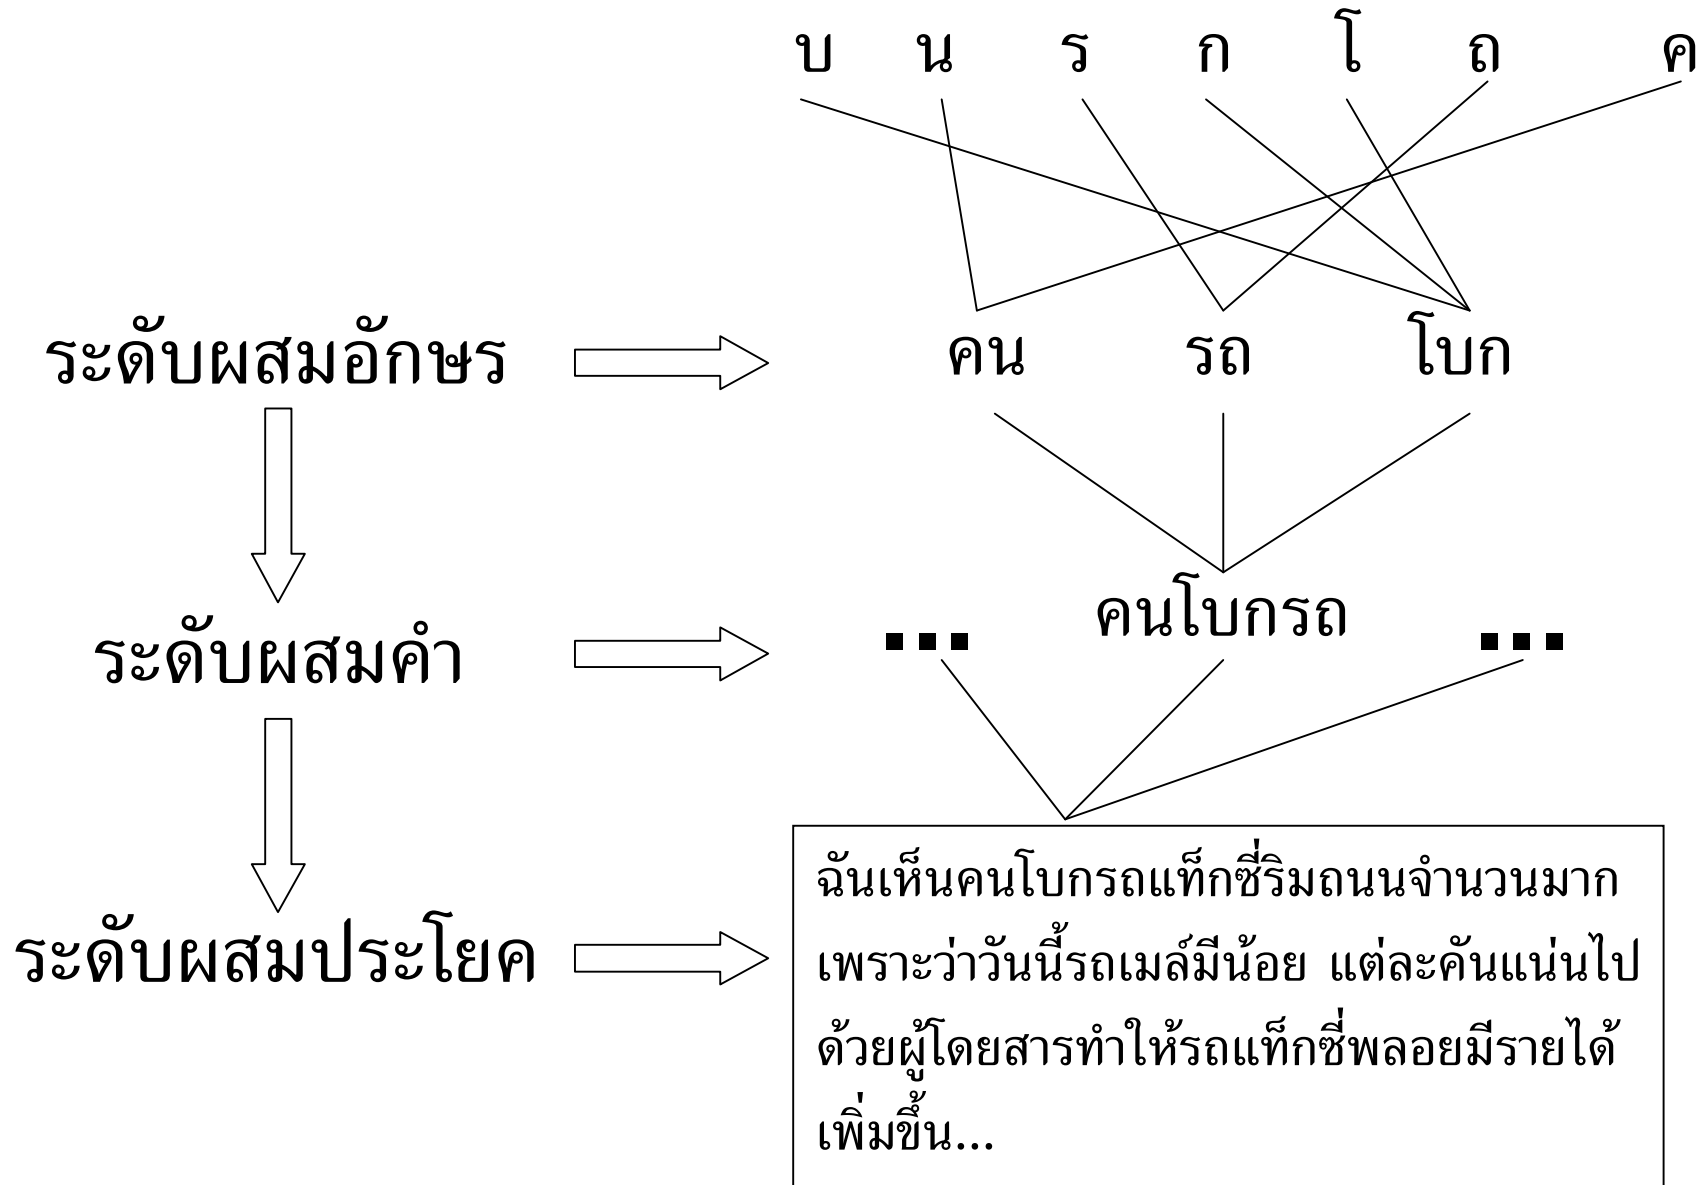 บ น ร ก โ ถ ค
ระดับผสมอักษร
คน รถ โบก
ระดับผสมคำ
... คนโบกรถ ...
ระดับผสมประโยค
ฉันเห็นคนโบกรถแท็กซี่ริมถนนจำนวนมาก
เพราะว่าวันนี้รถเมล์มีน้อย แต่ละคันแน่นไป
ด้วยผู้โดยสารทำให้รถแท็กซี่พลอยมีรายได้
เพิ่มขึ้น...